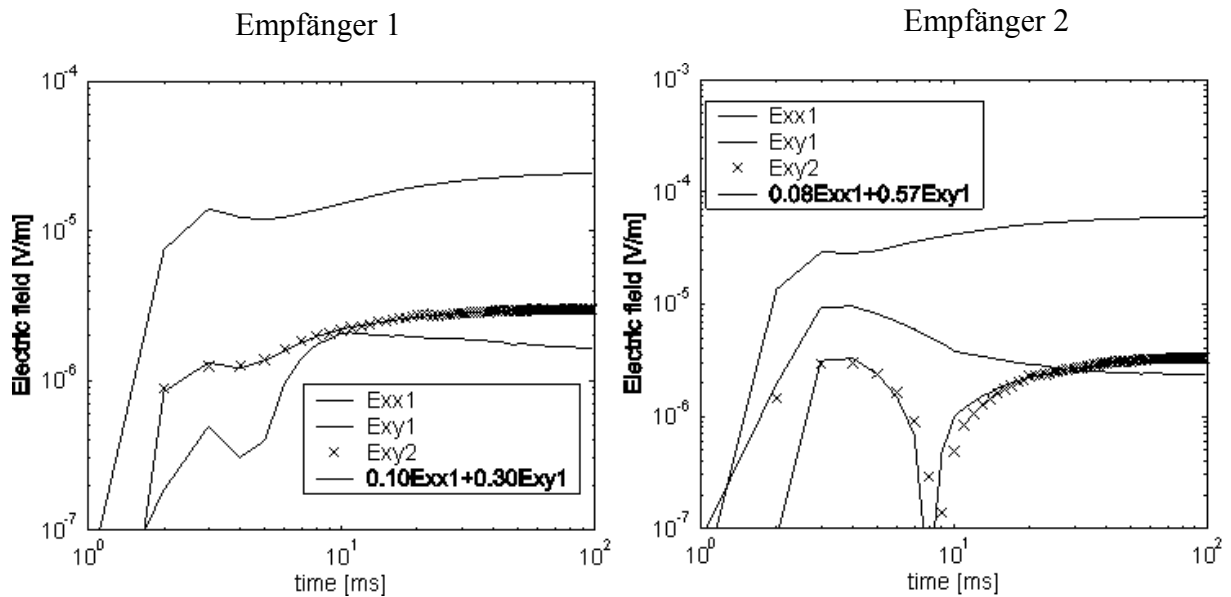 Empfänger 1
Electric field [V/m]
10^-4
10^-5
10^-6
10^-7
Exx1
Exy1
Exy2
0.10Exx1+0.30Exy1
10^0
10^1
10^2
time [ms]
Empfänger 2
Electric field [V/m]
10^-3
10^-4
10^-5
10^-6
10^-7
Exx1
Exy1
Exy2
0.08Exx1+0.57Exy1
10^0
10^1
10^2
time [ms]